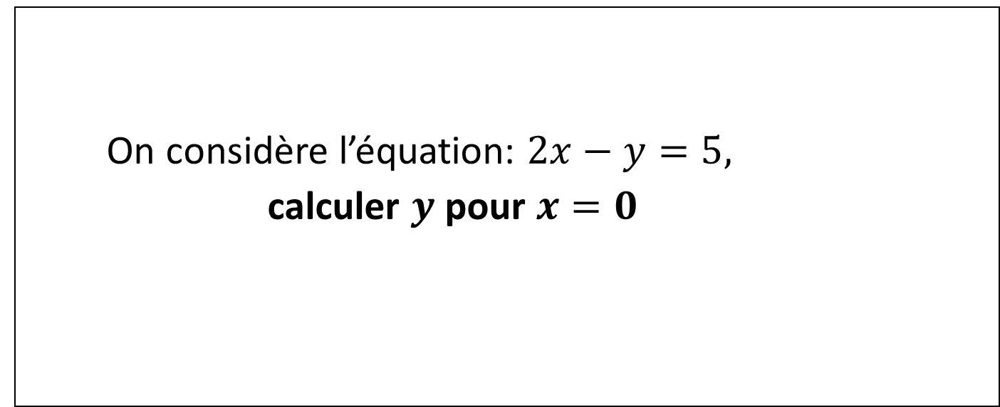 On considère l’équation: 2x − y = 5,
calculer y pour x = 0